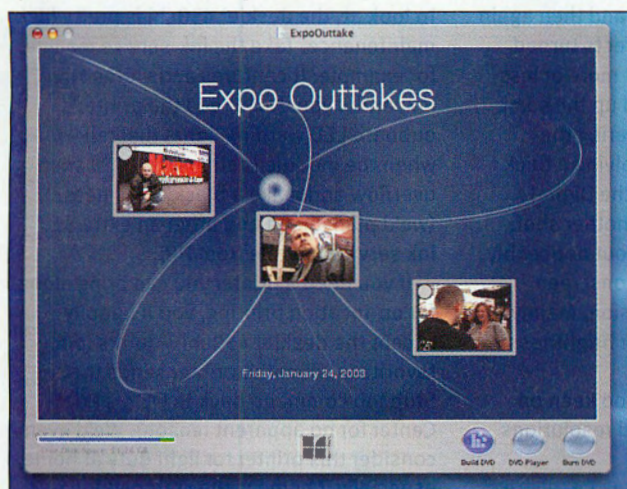 ExpoOuttake
Expo Outtakes
Friday, January 24, 2003
Build DVD
DVD Player
Burn DVD